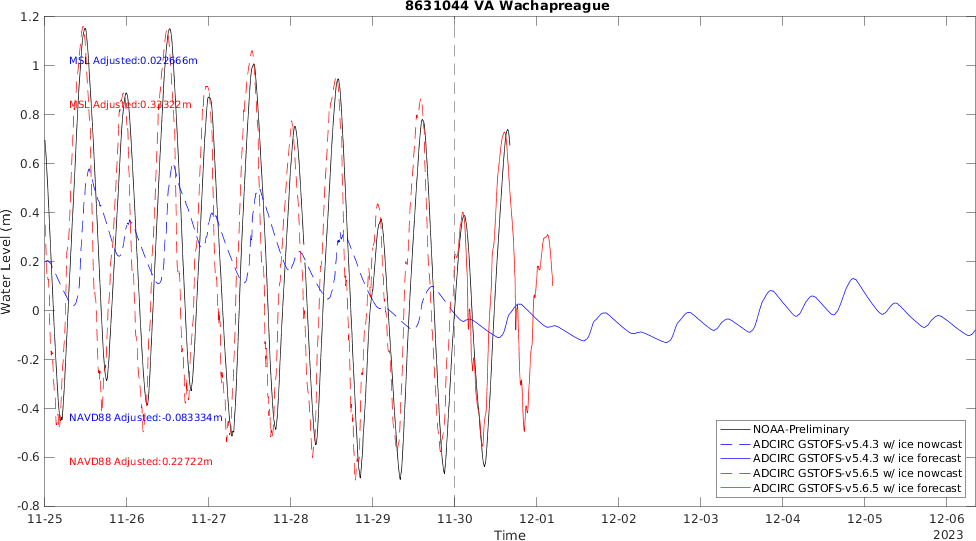 8631044 VA Wachapreague
1.2
1
0.8
0.6
0.4
0.2
0
-0.2
-0.4
-0.6
-0.8
Water Level (m)
MSL Adjusted:0.022666m
MSL Adjusted:0.33322m
NAVD88 Adjusted:-0.083334m
NAVD88 Adjusted:0.22722m
NOAA-Preliminary
ADCIRC GSTOFS-v5.4.3 w/ ice nowcast
ADCIRC GSTOFS-v5.4.3 w/ ice forecast
ADCIRC GSTOFS-v5.6.5 w/ ice nowcast
ADCIRC GSTOFS-v5.6.5 w/ ice forecast
11-25 11-26 11-27 11-28 11-29 11-30 12-01 12-02 12-03 12-04 12-05 12-06
Time 2023